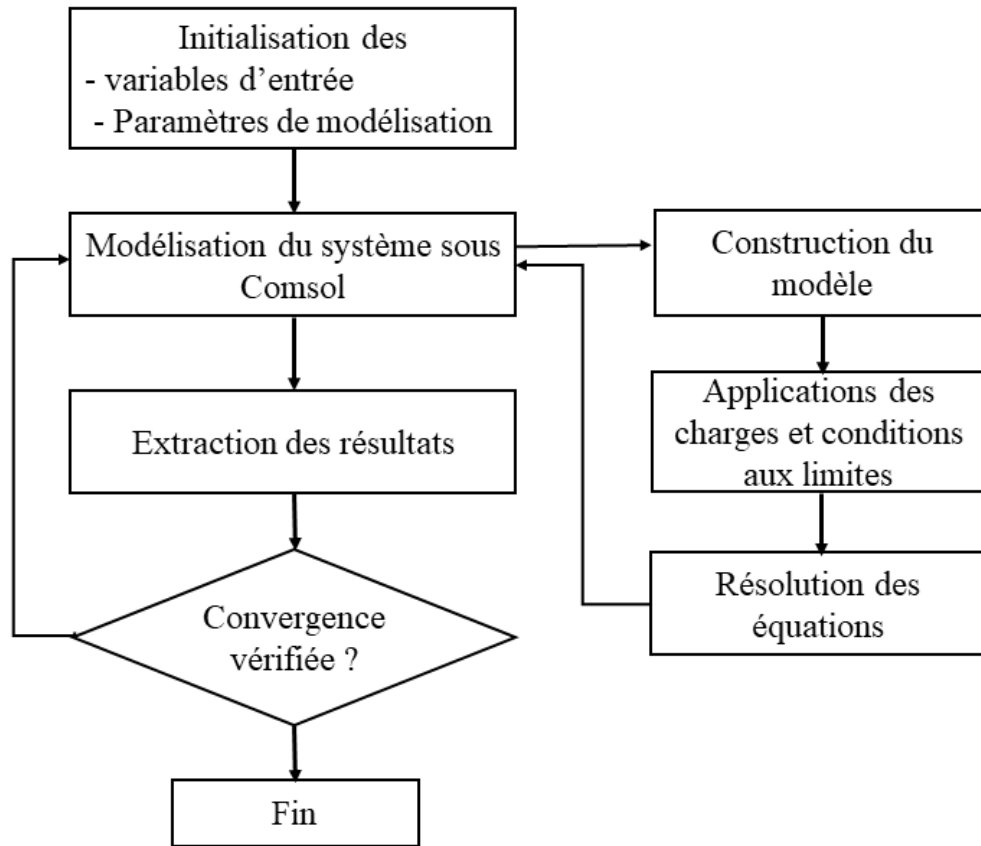 Initialisation des
- variables d'entrée
- Paramètres de modélisation
Modélisation du système sous
Comsol
Construction du
modèle
Applications des
charges et conditions
aux limites
Extraction des résultats
Résolution des
équations
Convergence
vérifiée ?
Fin